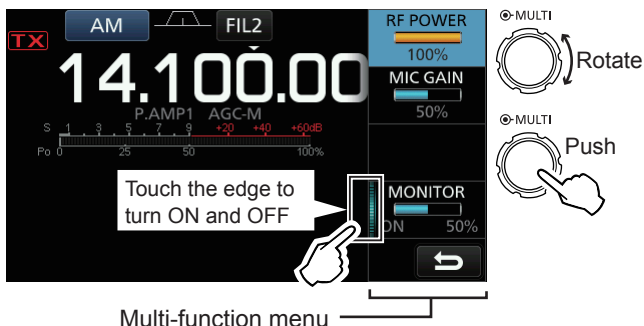 AM FIL2
TX
14.100.00
P.AMP1 AGC-M
S 1 3 5 7 9 +20 +40 +60dB
Po 0 25 50 100%
RF POWER
100%
MIC GAIN
50%
MONITOR
ON 50%
Touch the edge to
turn ON and OFF
MULTI
Rotate
MULTI
Push
Multi-function menu